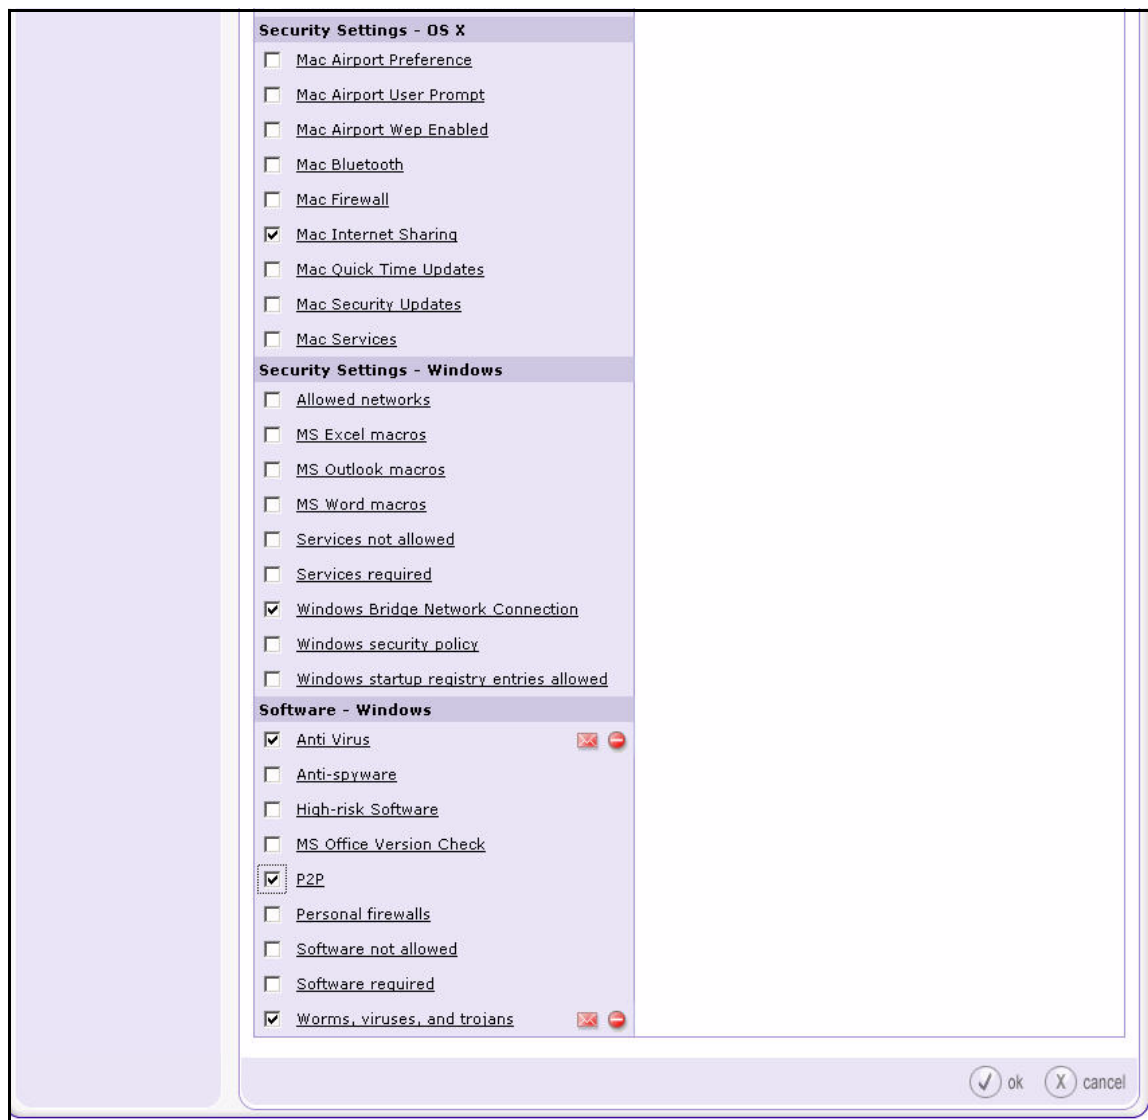 Security Settings - OS X
Mac Airport Preference
Mac Airport User Prompt
Mac Airport Wep Enabled
Mac Bluetooth
Mac Firewall
Mac Internet Sharing
Mac Quick Time Updates
Mac Security Updates
Mac Services
Security Settings - Windows
Allowed networks
MS Excel macros
MS Outlook macros
MS Word macros
Services not allowed
Services required
Windows Bridge Network Connection
Windows security policy
Windows startup registry entries allowed
Software - Windows
Anti Virus
Anti-spyware
High-risk Software
MS Office Version Check
P2P
Personal firewalls
Software not allowed
Software required
Worms, viruses, and trojans
ok cancel